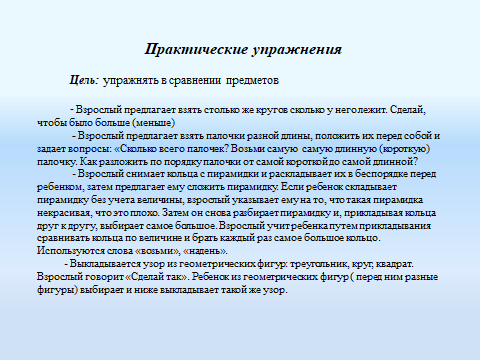 Практические упражнения
Цель: упражнять в сравнении предметов
- Взрослый предлагает взять столько же кругов сколько у него лежит. Сделай,
чтобы было больше (меньше)
- Взрослый предлагает взять палочки разной длины, положить их перед собой и
задает вопросы: «Сколько всего палочек? Возьми самую самую длинную (короткую)
палочку. Как разложить по порядку палочки от самой короткой до самой длинной?
- Взрослый снимает кольца с пирамидки и раскладывает их в беспорядке перед
ребенком, затем предлагает ему сложить пирамидку. Если ребенок складывает
пирамидку без учета величины, взрослый указывает ему на то, что такая пирамидка
некрасивая, что это плохо. Затем он снова разбирает пирамидку и, прикладывая кольца
друг к другу, выбирает самое большое. Взрослый учит ребенка путем прикладывания
сравнивать кольца по величине и брать каждый раз самое большое кольцо.
Используются слова «возьми», «надень».
- Выкладывается узор из геометрических фигур: треугольник, круг, квадрат.
Взрослый говорит «Сделай так». Ребенок из геометрических фигур ( перед ним разные
фигуры) выбирает и ниже выкладывает такой же узор.